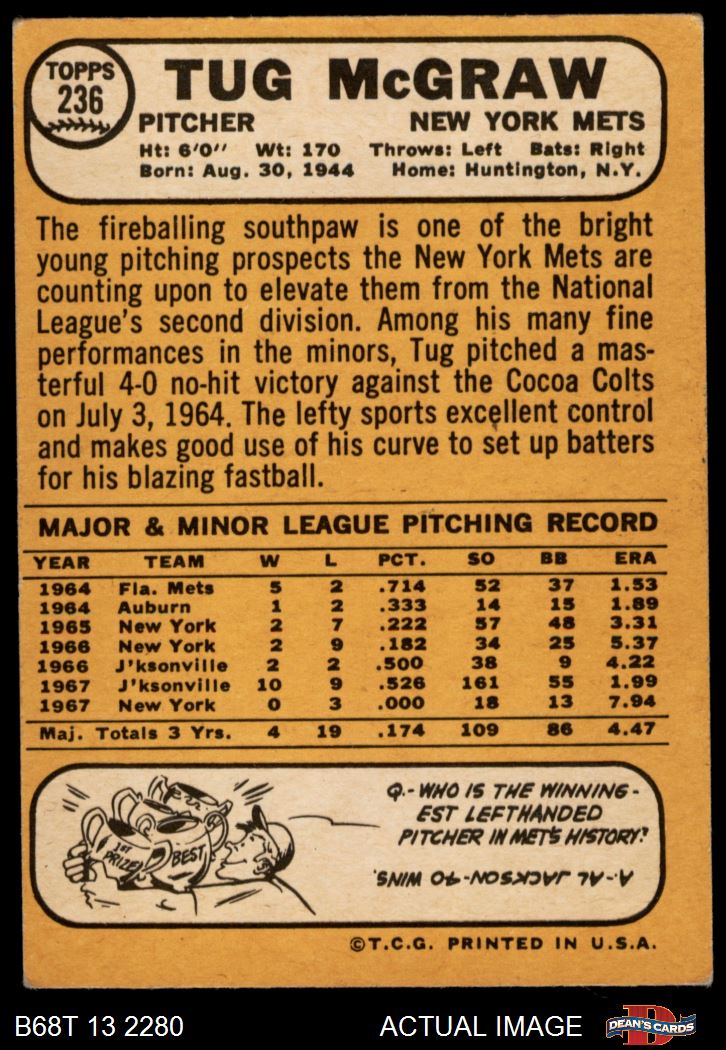 TOPPS
236
TUG McGRAW
PITCHER NEW YORK METS
Ht: 6'0" Wt: 170 Throws: Left Bats: Right
Born: Aug. 30, 1944 Home: Huntington, N.Y.
The fireballing southpaw is one of the bright
young pitching prospects the New York Mets are
counting upon to elevate them from the National
League's second division. Among his many fine
performances in the minors, Tug pitched a mas-
terful 4-0 no-hit victory against the Cocoa Colts
on July 3, 1964. The lefty sports excellent control
and makes good use of his curve to set up batters
for his blazing fastball.
MAJOR & MINOR LEAGUE PITCHING RECORD
YEAR TEAM W L PCT. SO BB ERA
1964 Fla. Mets 5 2 .714 52 37 1.53
1964 Auburn 1 2 .333 14 15 1.89
1965 New York 2 7 .222 57 48 3.31
1966 New York 2 9 .182 34 25 5.37
1966 J'ksonville 2 2 .500 38 9 4.22
1967 J'ksonville 10 9 .526 161 55 1.99
1967 New York 0 3 .000 18 13 7.94
Maj. Totals 3 Yrs. 4 19 .174 109 86 4.47
1ST PRIZE
BEST
Q.-WHO IS THE WINNING-
EST LEFTHANDED
PITCHER IN MET'S HISTORY?
A.-AL JACKSON-40 WINS.
©T.C.G. PRINTED IN U.S.A.
B68T 13 2280 ACTUAL IMAGE DEAN'S CARDS